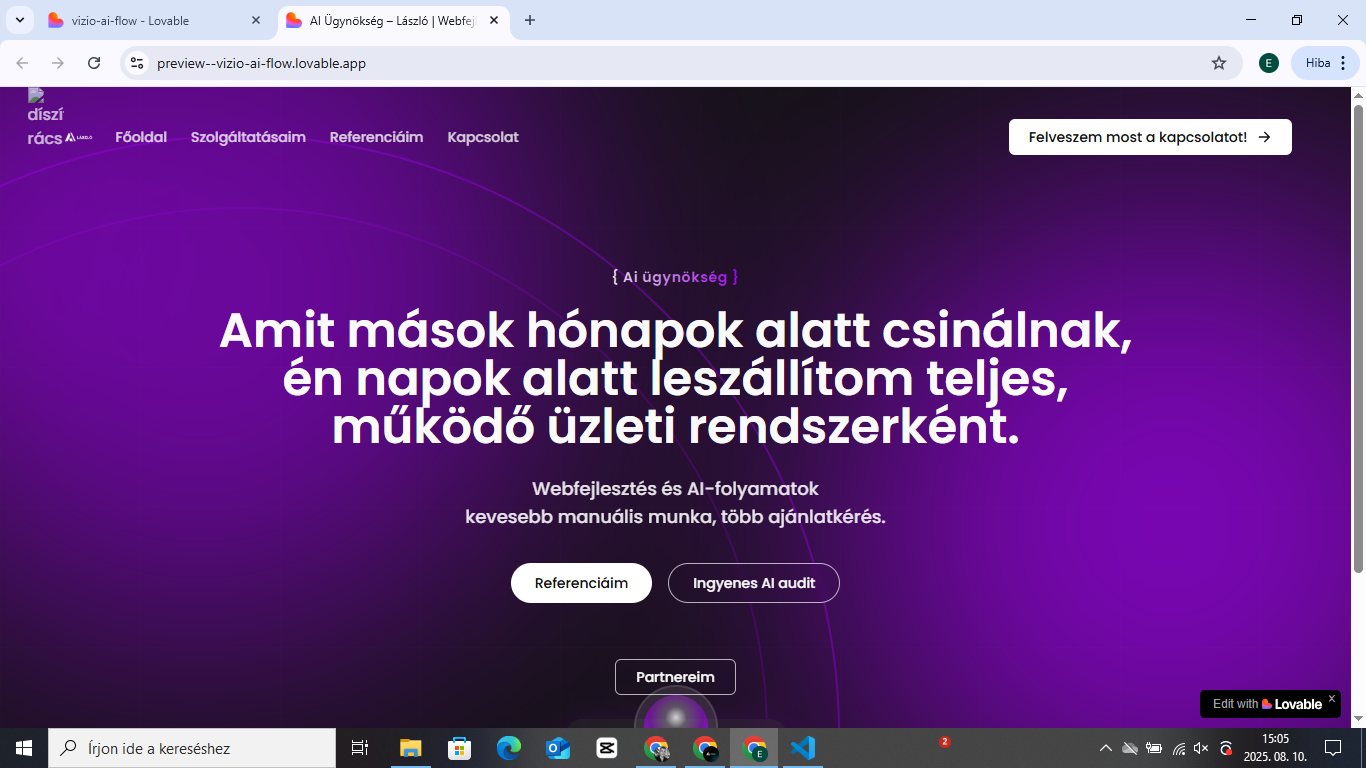 vizio-ai-flow - Lovable
AI Ügynökség – László | Webfejl
preview--vizio-ai-flow.lovable.app
E
Hiba
díszí
rács
LÁSZLÓ
Főoldal
Szolgáltatásaim
Referenciáim
Kapcsolat
Felveszem most a kapcsolatot! →
{ Ai ügynökség }
Amit mások hónapok alatt csinálnak,
én napok alatt leszállítom teljes,
működő üzleti rendszerként.
Webfejlesztés és AI-folyamatok
kevesebb manuális munka, több ajánlatkérés.
Referenciáim
Ingyenes AI audit
Partnereim
Edit with Lovable
Írjon ide a kereséshez
E
2
15:05
2025. 08. 10.